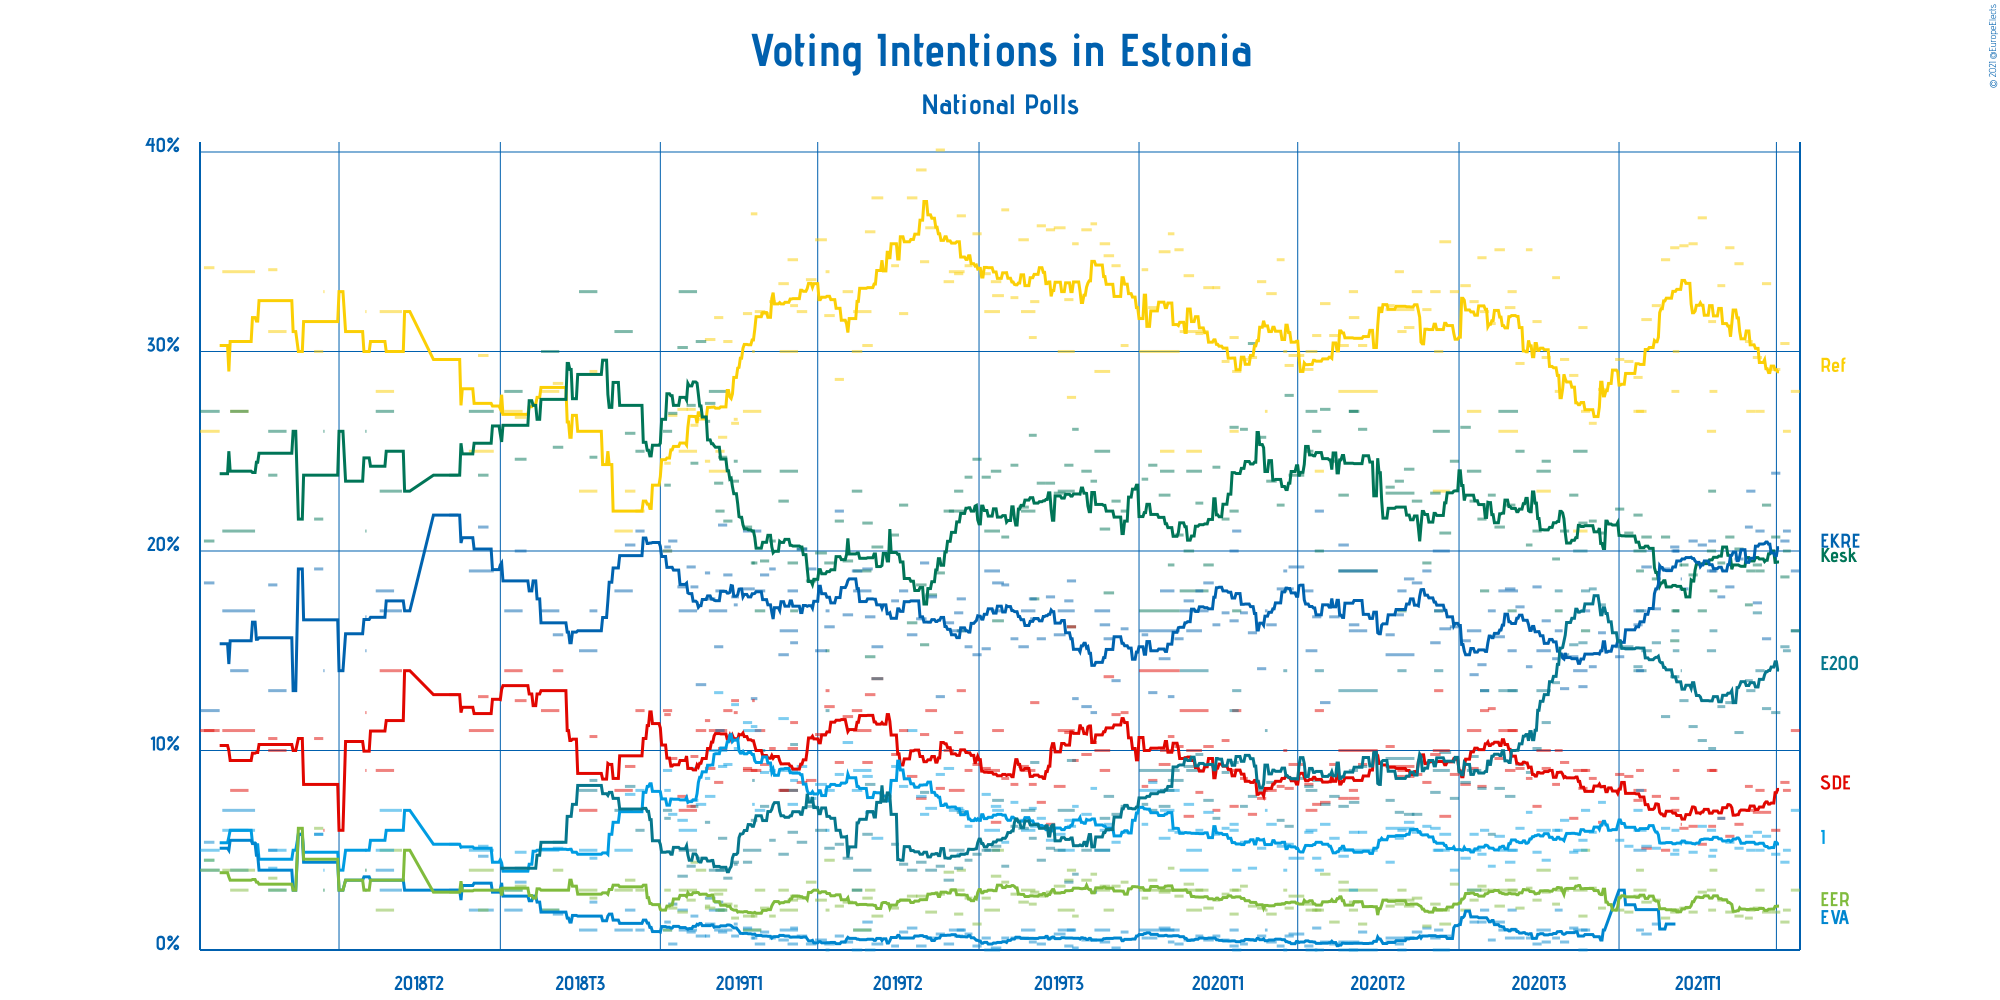 Voting Intentions in Estonia
National Polls
© 2021 @EuropeElects
40%
30%
20%
10%
0%
Ref
EKRE
Kesk
E200
SDE
I
EER
EVA
2018T2
2018T3
2019T1
2019T2
2019T3
2020T1
2020T2
2020T3
2021T1